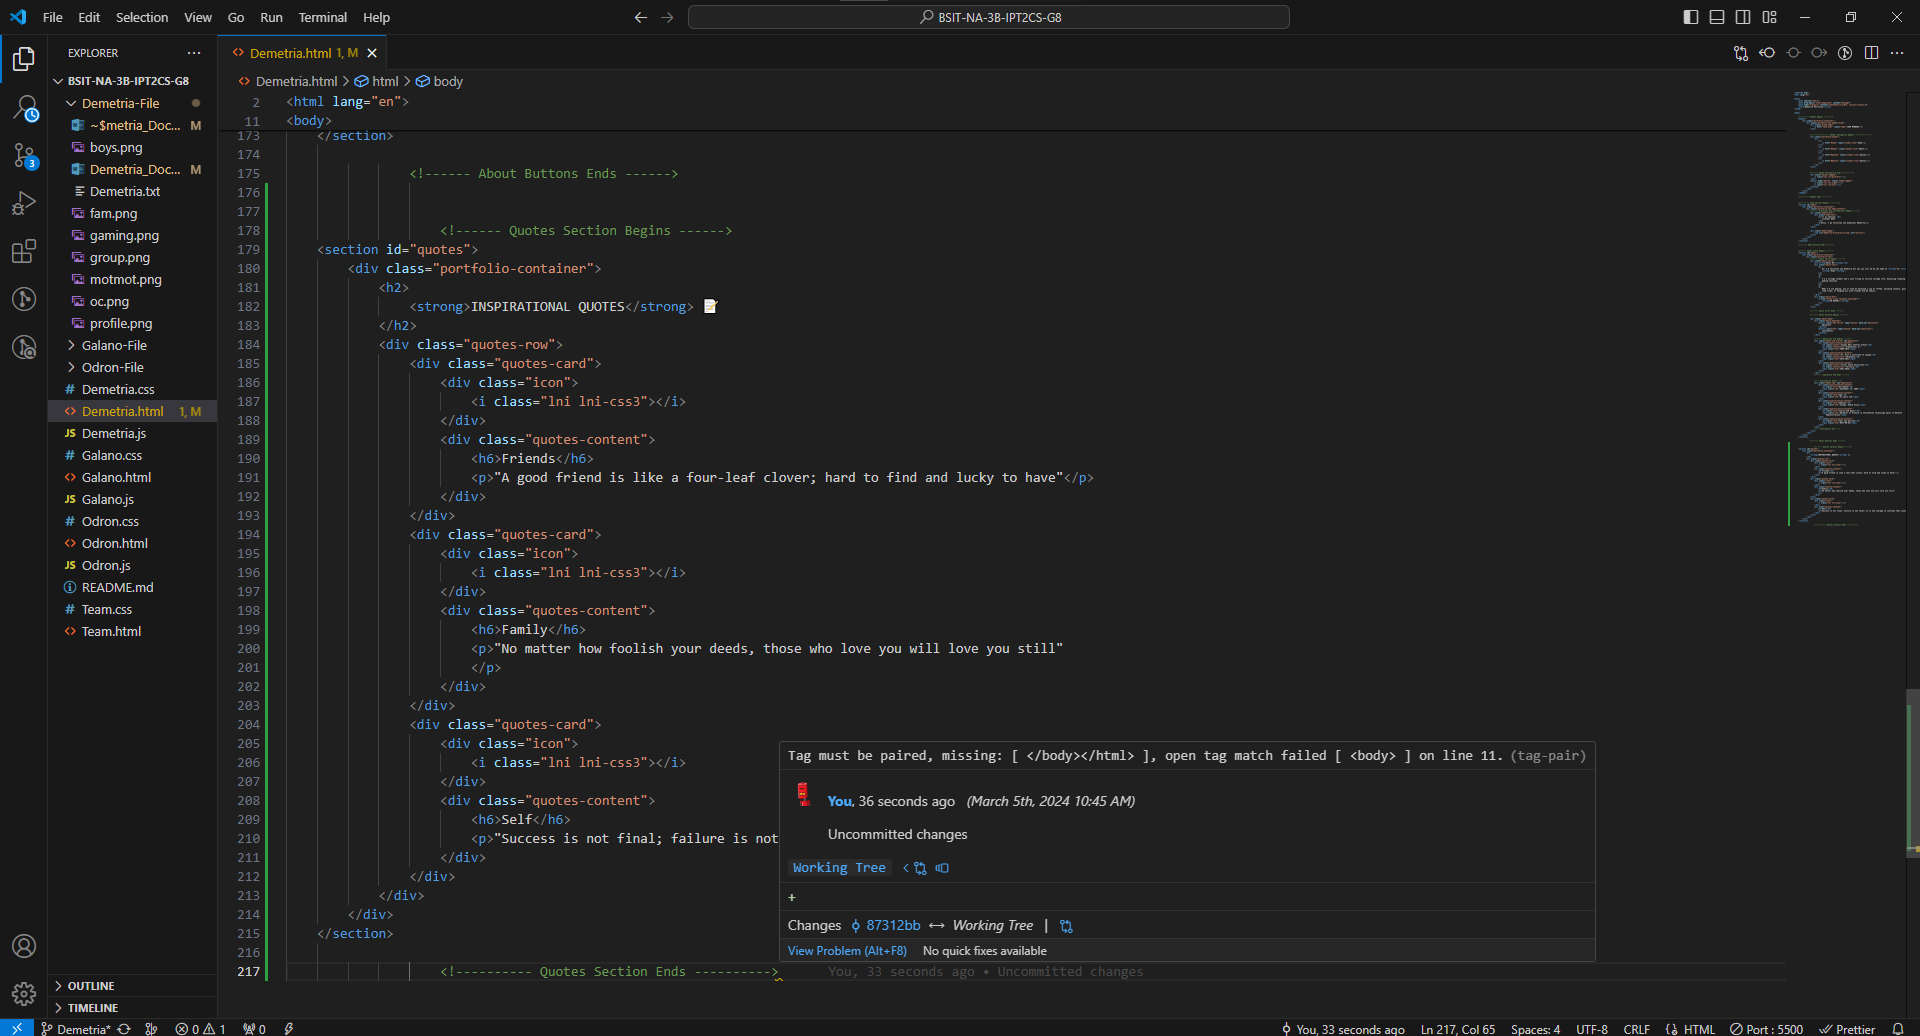 File Edit Selection View Go Run Terminal Help
BSIT-NA-3B-IPT2CS-G8
EXPLORER
BSIT-NA-3B-IPT2CS-G8
Demetria-File
~$metria_Doc... M
boys.png
Demetria_Doc... M
Demetria.txt
fam.png
gaming.png
group.png
motmot.png
oc.png
profile.png
Galano-File
Odron-File
Demetria.css
Demetria.html 1, M
Demetria.js
Galano.css
Galano.html
Galano.js
Odron.css
Odron.html
Odron.js
README.md
Team.css
Team.html
OUTLINE
TIMELINE
3
Demetria.html 1, M
Demetria.html > html > body
2 <html lang="en">
11 <body>
173 </section>
174
175 <!------ About Buttons Ends ------>
176
177
178 <!------ Quotes Section Begins ------>
179 <section id="quotes">
180 <div class="portfolio-container">
181 <h2>
182 <strong>INSPIRATIONAL QUOTES</strong> 📝
183 </h2>
184 <div class="quotes-row">
185 <div class="quotes-card">
186 <div class="icon">
187 <i class="lni lni-css3"></i>
188 </div>
189 <div class="quotes-content">
190 <h6>Friends</h6>
191 <p>"A good friend is like a four-leaf clover; hard to find and lucky to have"</p>
192 </div>
193 </div>
194 <div class="quotes-card">
195 <div class="icon">
196 <i class="lni lni-css3"></i>
197 </div>
198 <div class="quotes-content">
199 <h6>Family</h6>
200 <p>"No matter how foolish your deeds, those who love you will love you still"
201 </p>
202 </div>
203 </div>
204 <div class="quotes-card">
205 <div class="icon">
206 <i class="lni lni-css3"></i>
207 </div>
208 <div class="quotes-content">
209 <h6>Self</h6>
210 <p>"Success is not final; failure is not
211 </div>
212 </div>
213 </div>
214 </div>
215 </section>
216
217 <!---------- Quotes Section Ends ----------> You, 33 seconds ago • Uncommitted changes
Tag must be paired, missing: [ </body></html> ], open tag match failed [ <body> ] on line 11. (tag-pair)
You, 36 seconds ago (March 5th, 2024 10:45 AM)
Uncommitted changes
Working Tree
+
Changes 87312bb ↔ Working Tree |
View Problem (Alt+F8) No quick fixes available
Demetria* 0 1 0 You, 33 seconds ago Ln 217, Col 65 Spaces: 4 UTF-8 CRLF HTML Port : 5500 Prettier